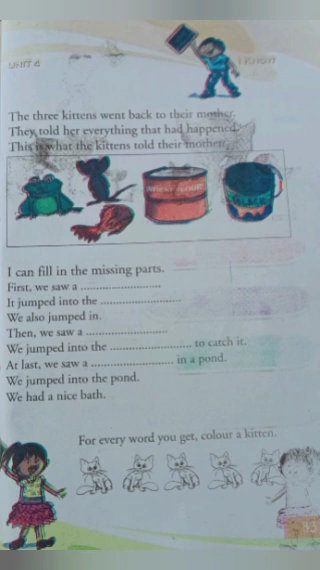 UNIT 6
I KNOW
The three kittens went back to their mother.
They told her everything that had happened.
This is what the kittens told their mother.
I can fill in the missing parts.
First, we saw a ............................
It jumped into the ............................
We also jumped in.
Then, we saw a ............................
We jumped into the ............................ to catch it.
At last, we saw a ............................ in a pond.
We jumped into the pond.
We had a nice bath.
For every word you get, colour a kitten.
83